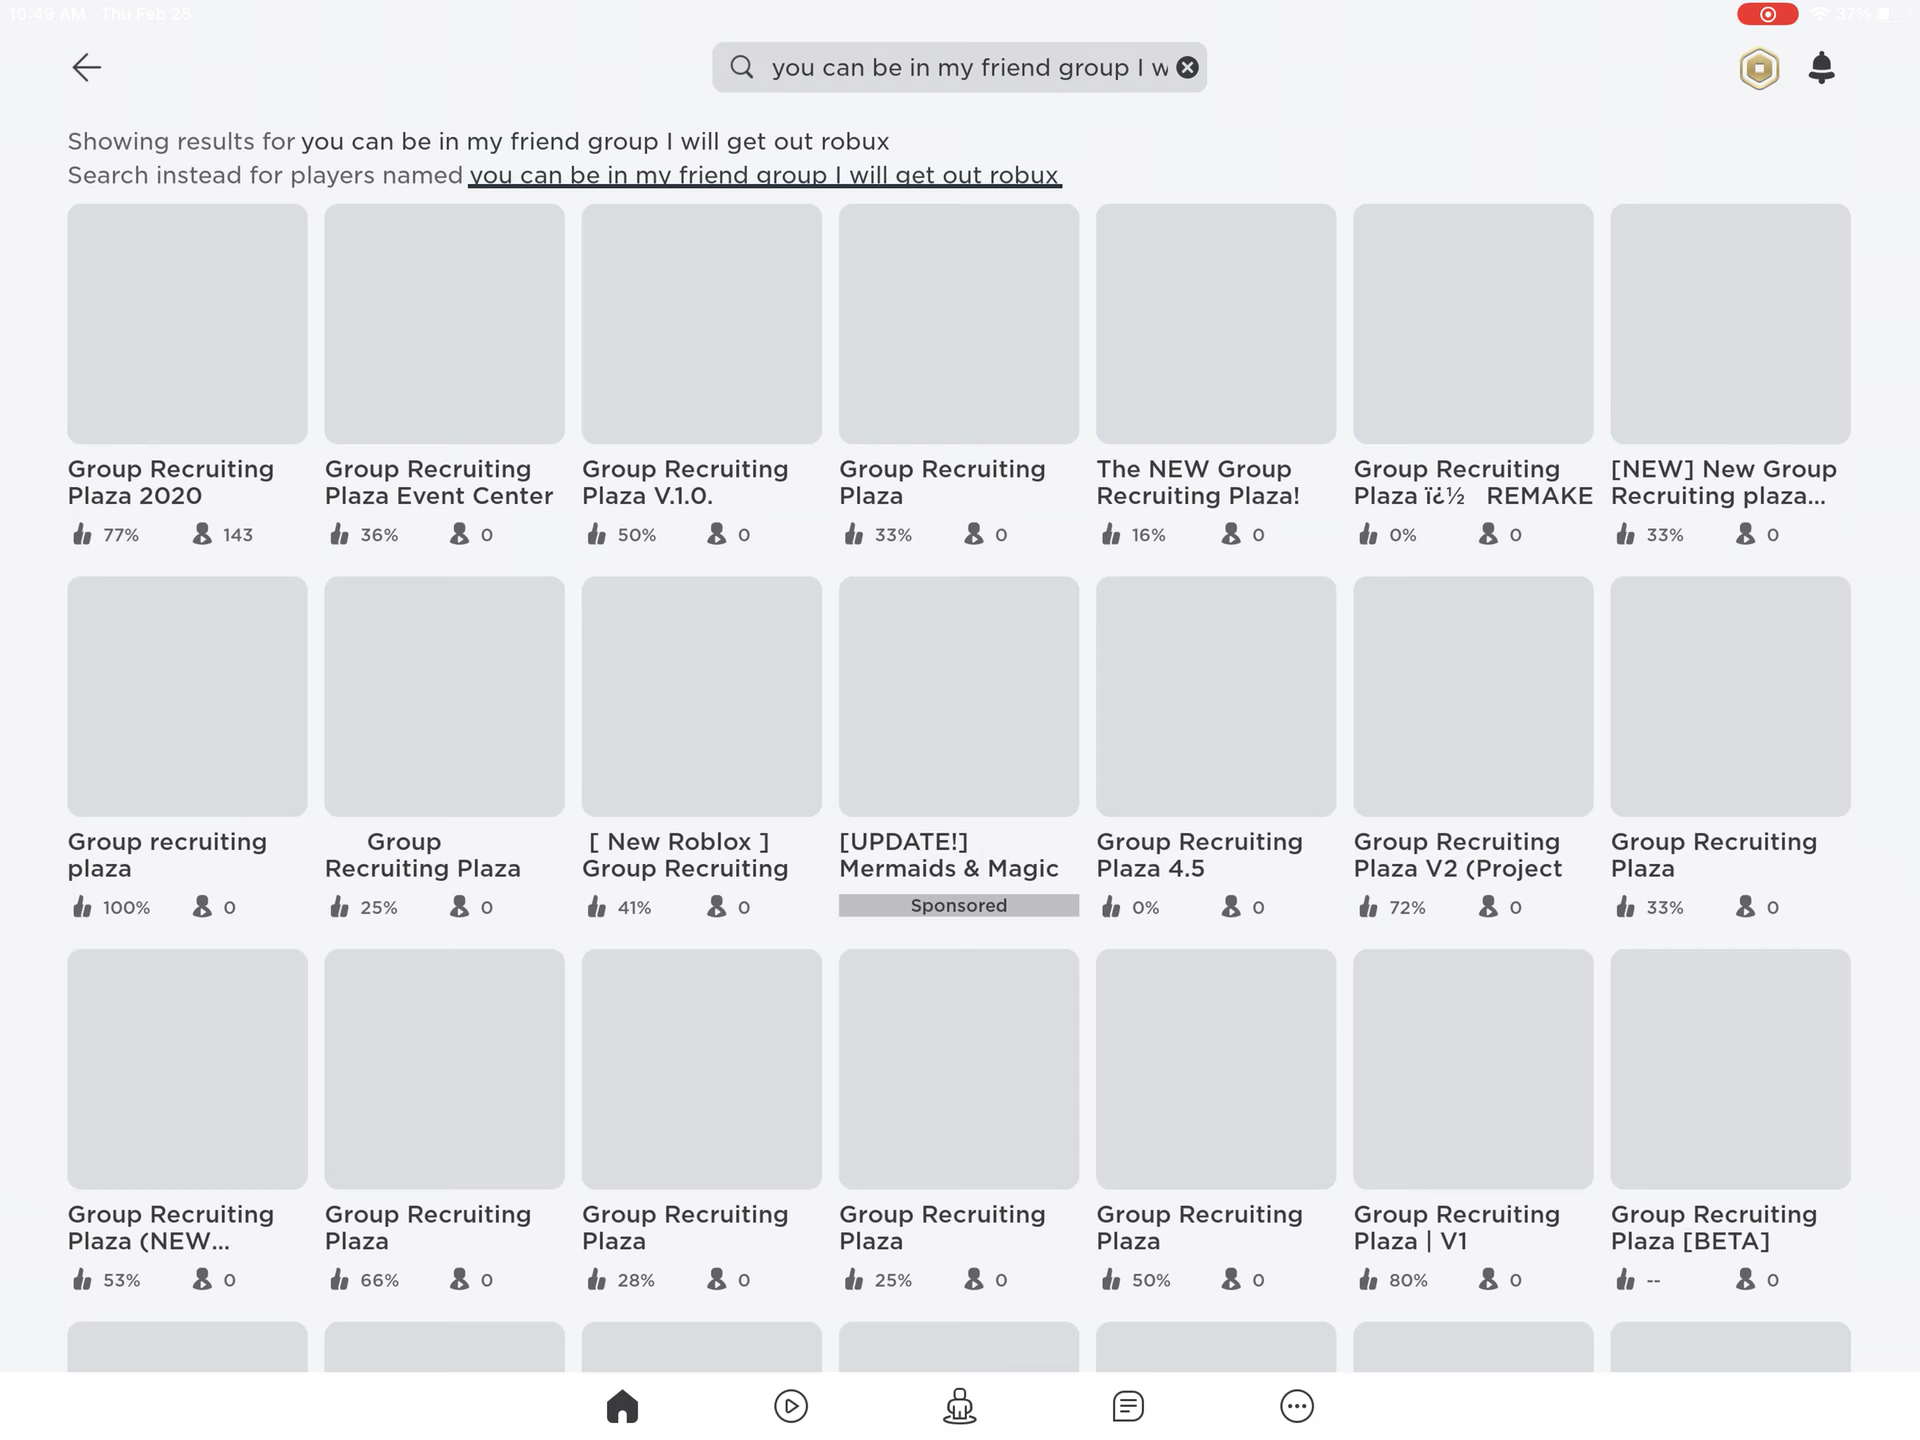 10:49 AM Thu Feb 25
37%
you can be in my friend group I w
Showing results for you can be in my friend group I will get out robux
Search instead for players named you can be in my friend group I will get out robux
Group Recruiting
Plaza 2020
77% 143
Group Recruiting
Plaza Event Center
36% 0
Group Recruiting
Plaza V.1.0.
50% 0
Group Recruiting
Plaza
33% 0
The NEW Group
Recruiting Plaza!
16% 0
Group Recruiting
Plaza ï¿½ REMAKE
0% 0
[NEW] New Group
Recruiting plaza...
33% 0
Group recruiting
plaza
100% 0
Group
Recruiting Plaza
25% 0
[ New Roblox ]
Group Recruiting
41% 0
[UPDATE!]
Mermaids & Magic
Sponsored
Group Recruiting
Plaza 4.5
0% 0
Group Recruiting
Plaza V2 (Project
72% 0
Group Recruiting
Plaza
33% 0
Group Recruiting
Plaza (NEW...
53% 0
Group Recruiting
Plaza
66% 0
Group Recruiting
Plaza
28% 0
Group Recruiting
Plaza
25% 0
Group Recruiting
Plaza
50% 0
Group Recruiting
Plaza | V1
80% 0
Group Recruiting
Plaza [BETA]
-- 0